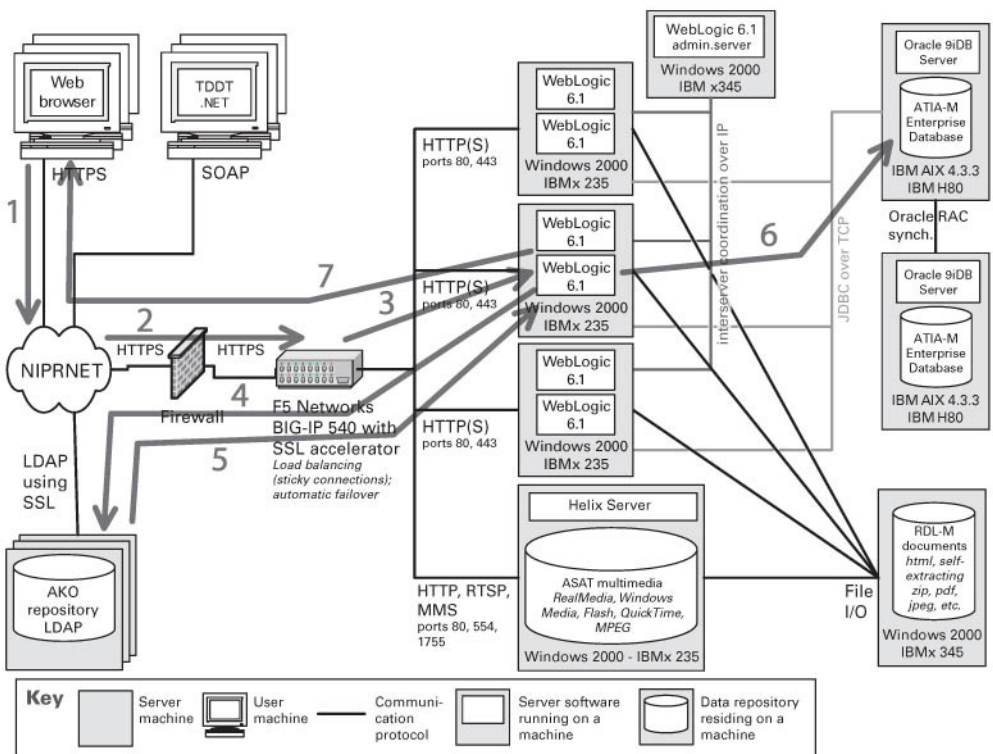 Web
browser
TDDT
.NET
HTTPS
SOAP
1
2
HTTPS
HTTPS
NIPRNET
Firewall
4
5
7
3
F5 Networks
BIG-IP 540 with
SSL accelerator
Load balancing
(sticky connections);
automatic failover
LDAP
using
SSL
AKO
repository
LDAP
HTTP(S)
ports 80, 443
HTTP(S)
ports 80, 443
HTTP(S)
ports 80, 443
HTTP, RTSP,
MMS
ports 80, 554,
1755
WebLogic
6.1
WebLogic
6.1
Windows 2000
IBMx 235
WebLogic
6.1
WebLogic
6.1
Windows 2000
IBMx 235
WebLogic
6.1
WebLogic
6.1
Windows 2000
IBMx 235
Helix Server
ASAT multimedia
RealMedia, Windows
Media, Flash, QuickTime,
MPEG
Windows 2000 - IBMx 235
WebLogic 6.1
admin.server
Windows 2000
IBM x345
interserver coordination over IP
6
JDBC over TCP
Oracle 9iDB
Server
ATIA-M
Enterprise
Database
IBM AIX 4.3.3
IBM H80
Oracle RAC
synch.
Oracle 9iDB
Server
ATIA-M
Enterprise
Database
IBM AIX 4.3.3
IBM H80
File
I/O
RDL-M
documents
html, self-
extracting
zip, pdf,
jpeg, etc.
Windows 2000
IBMx 345
Key
Server
machine
User
machine
Communi-
cation
protocol
Server software
running on a
machine
Data repository
residing on a
machine